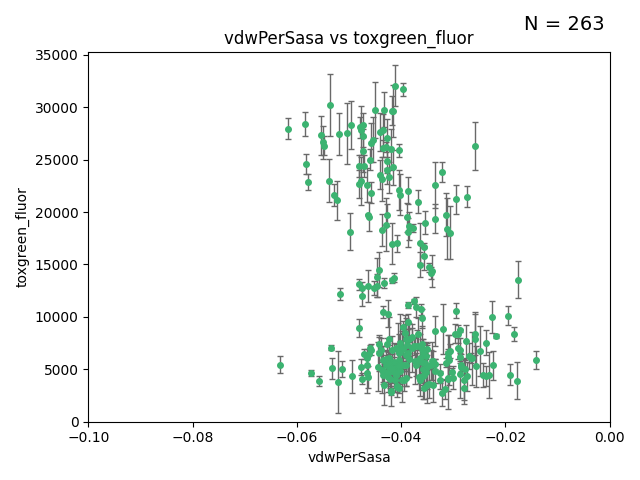 N = 263
vdwPerSasa vs toxgreen_fluor
35000
30000
25000
20000
15000
10000
5000
0
toxgreen_fluor
−0.10 −0.08 −0.06 −0.04 −0.02 0.00
vdwPerSasa